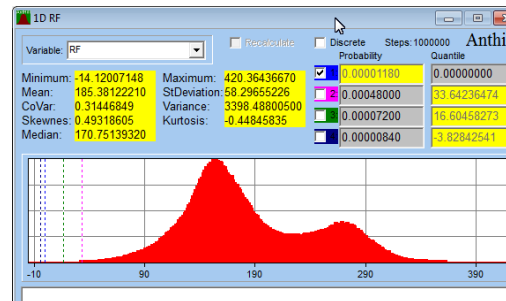 1D RF
Variable: RF Recalculate Discrete Steps:1000000 Anthi
Probability Quantile
Minimum: -14.12007148 Maximum: 420.36436670 1 0.00001180 0.00000000
Mean: 185.38122210 StDeviation: 58.29655226 2 0.00048000 33.64236474
CoVar: 0.31446849 Variance: 3398.48800500 3 0.00007200 16.60458273
Skewnes: 0.49318605 Kurtosis: -0.44845835 0.00000840 -3.82842541
Median: 170.75139320
-10 90 190 290 390